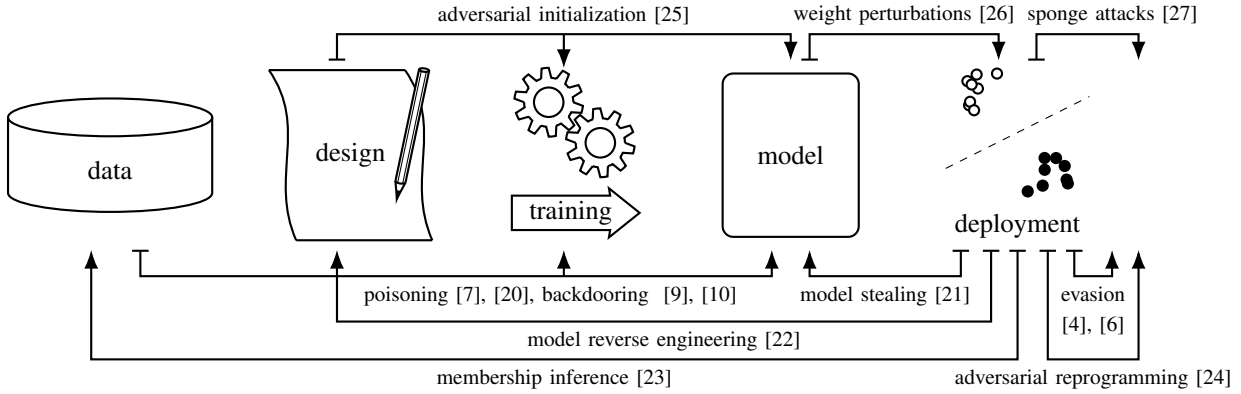 adversarial initialization [25]
weight perturbations [26]
sponge attacks [27]
data
design
training
model
deployment
poisoning [7], [20], backdooring [9], [10]
model stealing [21]
evasion
[4], [6]
model reverse engineering [22]
membership inference [23]
adversarial reprogramming [24]